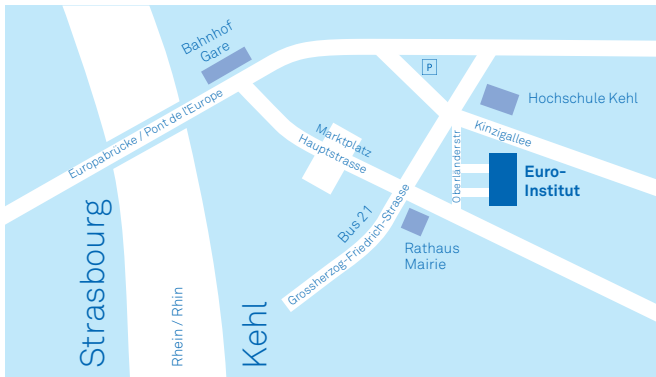 Bahnhof
Gare
P
Hochschule Kehl
Europabrücke / Pont de l'Europe
Marktplatz
Hauptstrasse
Kinzigallee
Oberländerstr
Euro-
Institut
Strasbourg
Bus 21
Grossherzog-Friedrich-Strasse
Rathaus
Mairie
Rhein / Rhin
Kehl